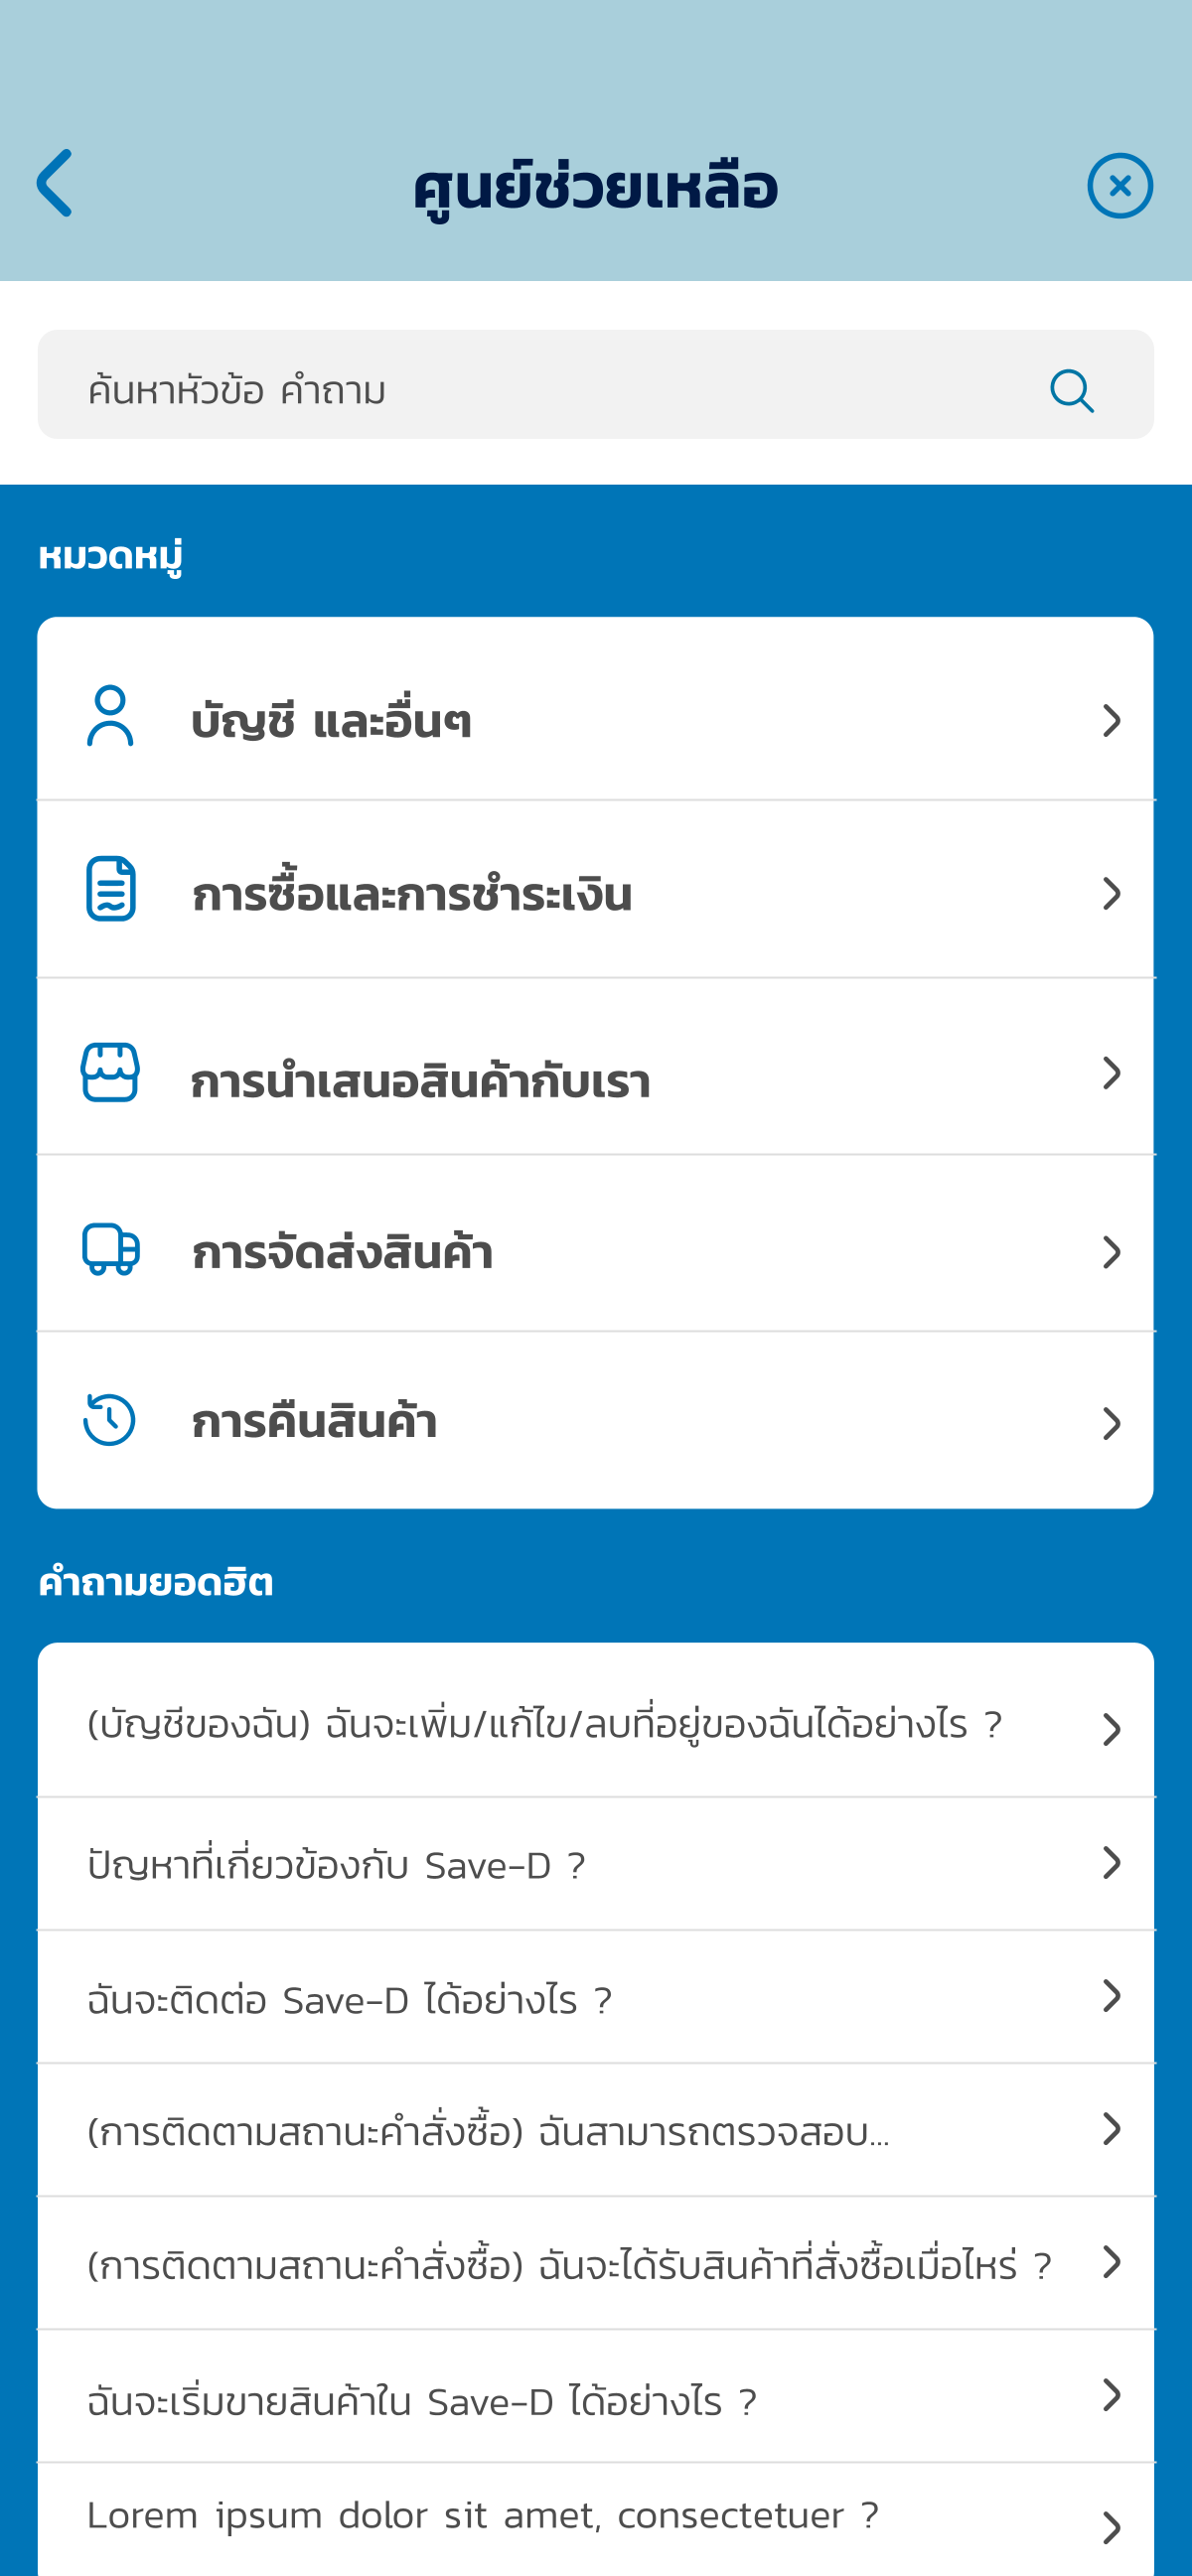 ศูนย์ช่วยเหลือ
ค้นหาหัวข้อ คำถาม
หมวดหมู่
บัญชี และอื่นๆ
การซื้อและการชำระเงิน
การนำเสนอสินค้ากับเรา
การจัดส่งสินค้า
การคืนสินค้า
คำถามยอดฮิต
(บัญชีของฉัน) ฉันจะเพิ่ม/แก้ไข/ลบที่อยู่ของฉันได้อย่างไร ?
ปัญหาที่เกี่ยวข้องกับ Save-D ?
ฉันจะติดต่อ Save-D ได้อย่างไร ?
(การติดตามสถานะคำสั่งซื้อ) ฉันสามารถตรวจสอบ...
(การติดตามสถานะคำสั่งซื้อ) ฉันจะได้รับสินค้าที่สั่งซื้อเมื่อไหร่ ?
ฉันจะเริ่มขายสินค้าใน Save-D ได้อย่างไร ?
Lorem ipsum dolor sit amet, consectetuer ?